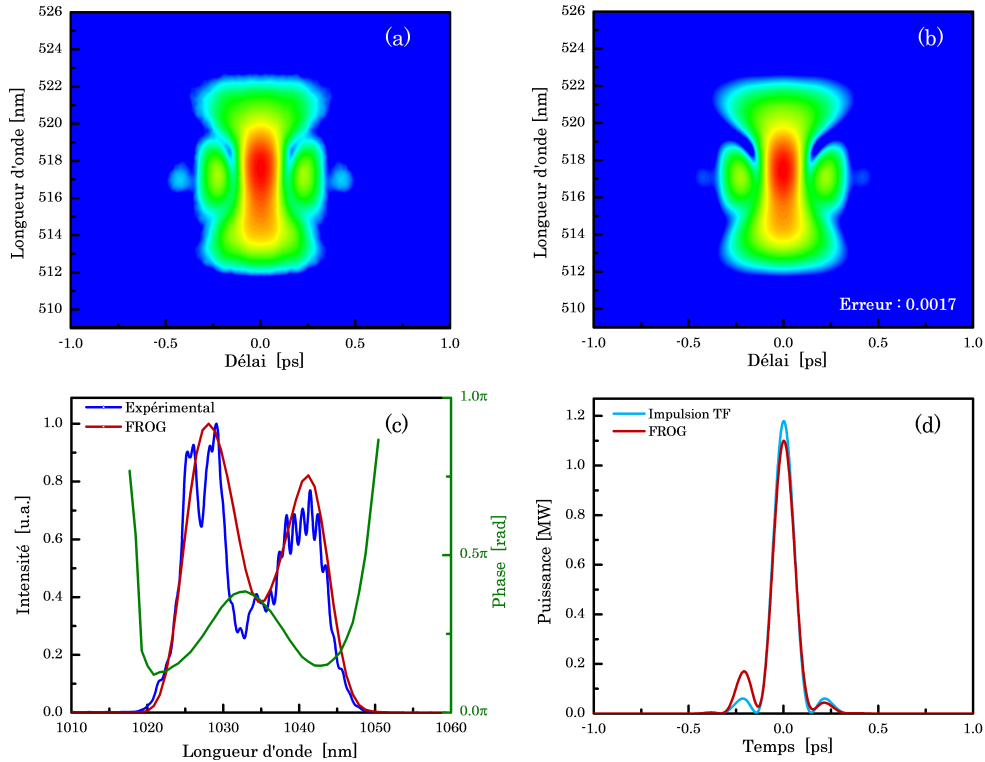 526
524
522
520
518
516
514
512
510
Longueur d'onde [nm]
(a)
-1.0
-0.5
0.0
0.5
1.0
Délai [ps]
526
524
522
520
518
516
514
512
510
Longueur d'onde [nm]
(b)
Erreur : 0.0017
-1.0
-0.5
0.0
0.5
1.0
Délai [ps]
Expérimental
FROG
(c)
1.0
0.8
0.6
0.4
0.2
0.0
Intensité [u.a.]
1.0π
0.5π
0.0π
Phase [rad]
1010
1020
1030
1040
1050
1060
Longueur d'onde [nm]
Impulsion TF
FROG
(d)
1.2
1.0
0.8
0.6
0.4
0.2
0.0
Puissance [MW]
-1.0
-0.5
0.0
0.5
1.0
Temps [ps]